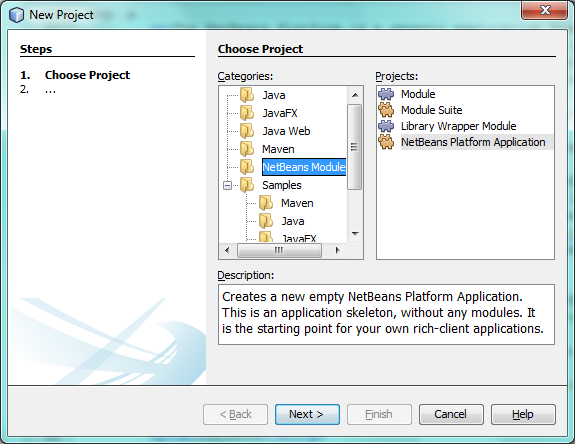 New Project
Steps
1. Choose Project
2. ...
Choose Project
Categories:
Java
JavaFX
Java Web
Maven
NetBeans Module
Samples
Maven
Java
JavaFX
Projects:
Module
Module Suite
Library Wrapper Module
NetBeans Platform Application
Description:
Creates a new empty NetBeans Platform Application.
This is an application skeleton, without any modules. It
is the starting point for your own rich-client applications.
< Back
Next >
Finish
Cancel
Help